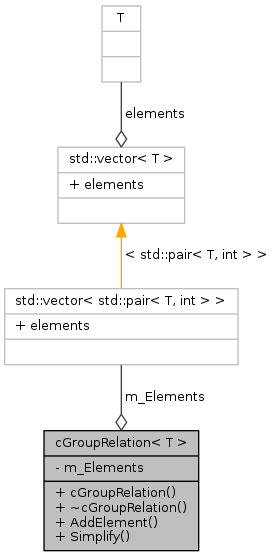 T
elements
std::vector< T >
+ elements
< std::pair< T, int > >
std::vector< std::pair< T, int > >
+ elements
m_Elements
cGroupRelation< T >
- m_Elements
+ cGroupRelation()
+ ~cGroupRelation()
+ AddElement()
+ Simplify()